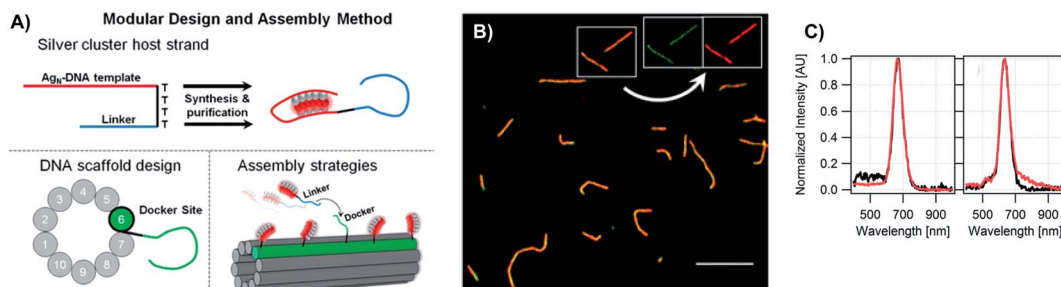 A)
Modular Design and Assembly Method
Silver cluster host strand
AgN-DNA template
T
T
T
T
Linker
Synthesis &
purification
DNA scaffold design
1
2
3
4
5
6
7
8
9
10
Docker Site
Assembly strategies
Linker
Docker
B)
C)
Normalized Intensity [AU]
1.0
0.8
0.6
0.4
0.2
0.0
500 700 900
Wavelength [nm]
500 700 900
Wavelength [nm]